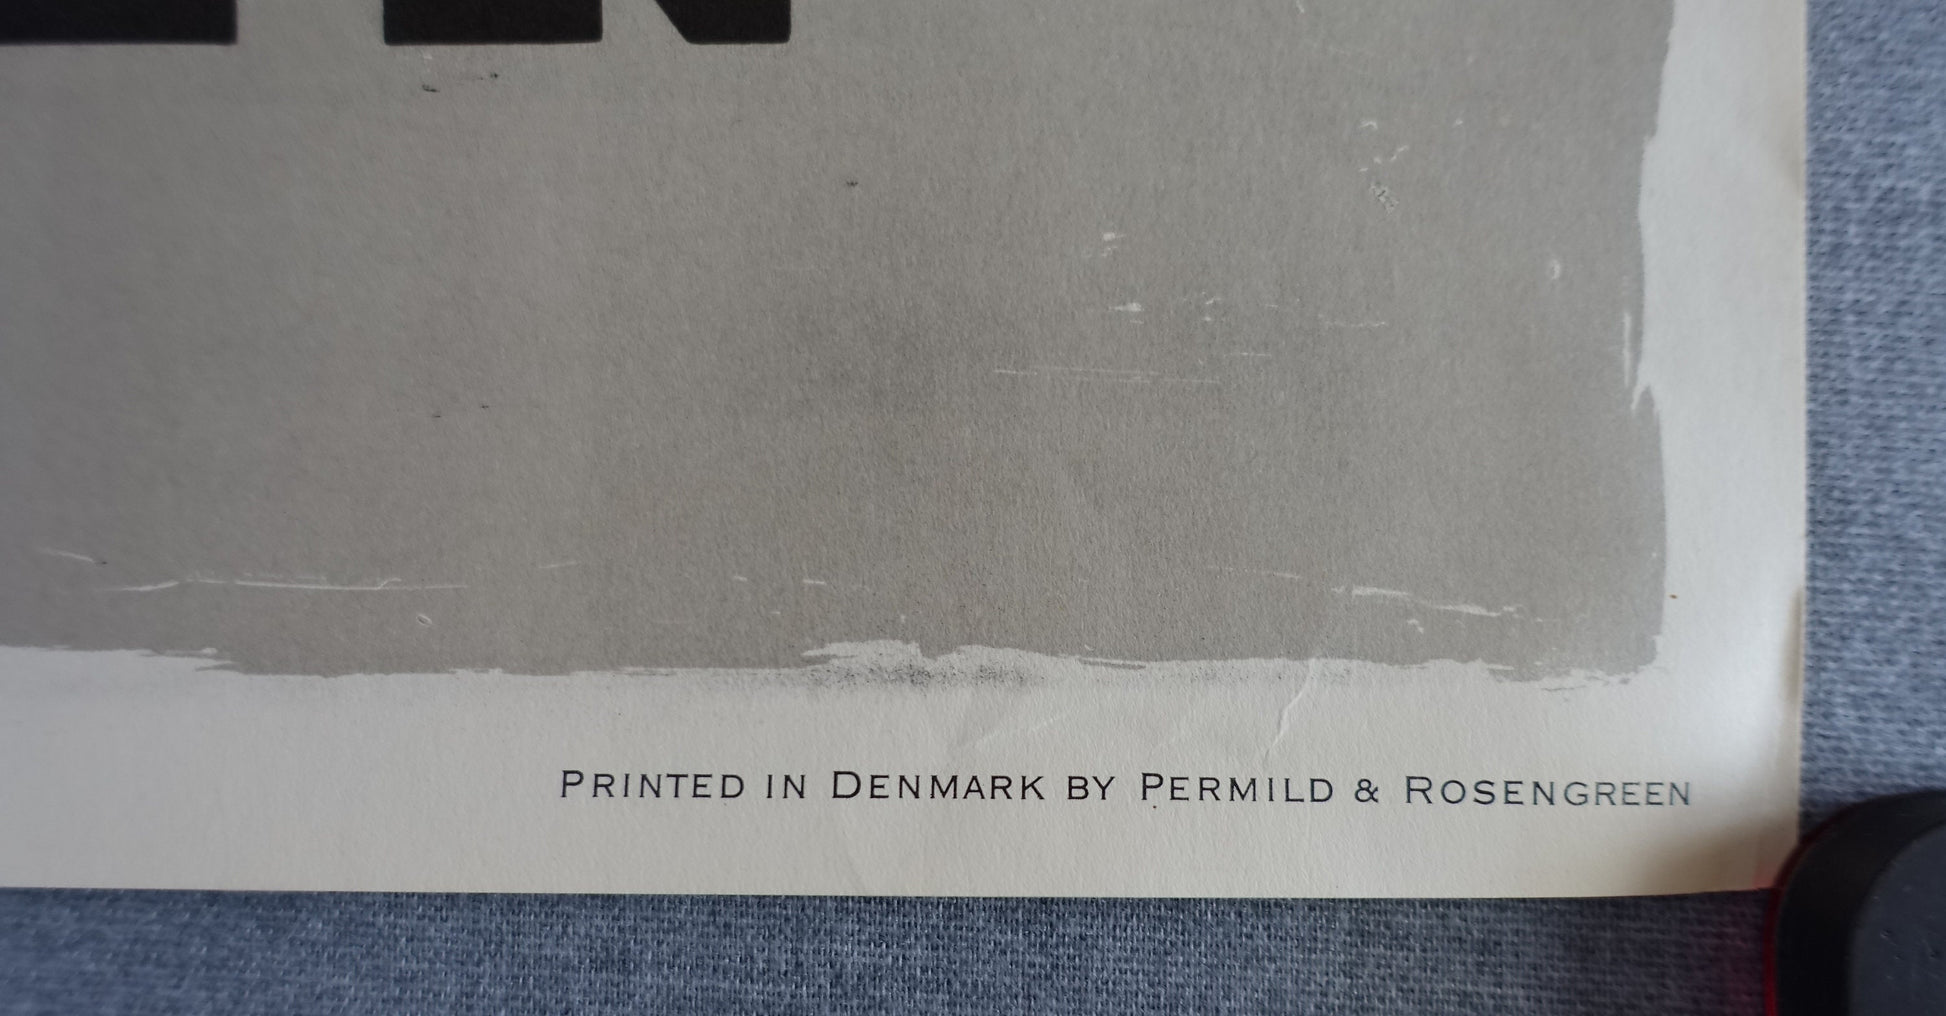 PRINTED IN DENMARK BY PERMILD & ROSENGREEN